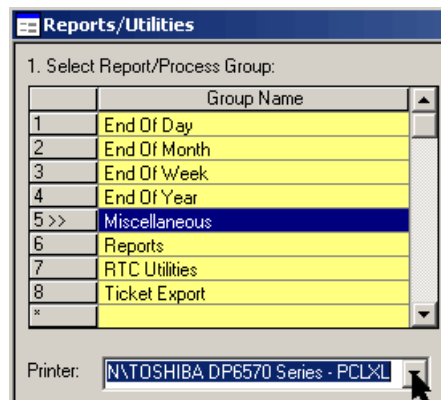 Reports/Utilities
1. Select Report/Process Group:
Group Name
1 End Of Day
2 End Of Month
3 End Of Week
4 End Of Year
5 >> Miscellaneous
6 Reports
7 RTC Utilities
8 Ticket Export
*
Printer: N\TOSHIBA DP6570 Series - PCLXL